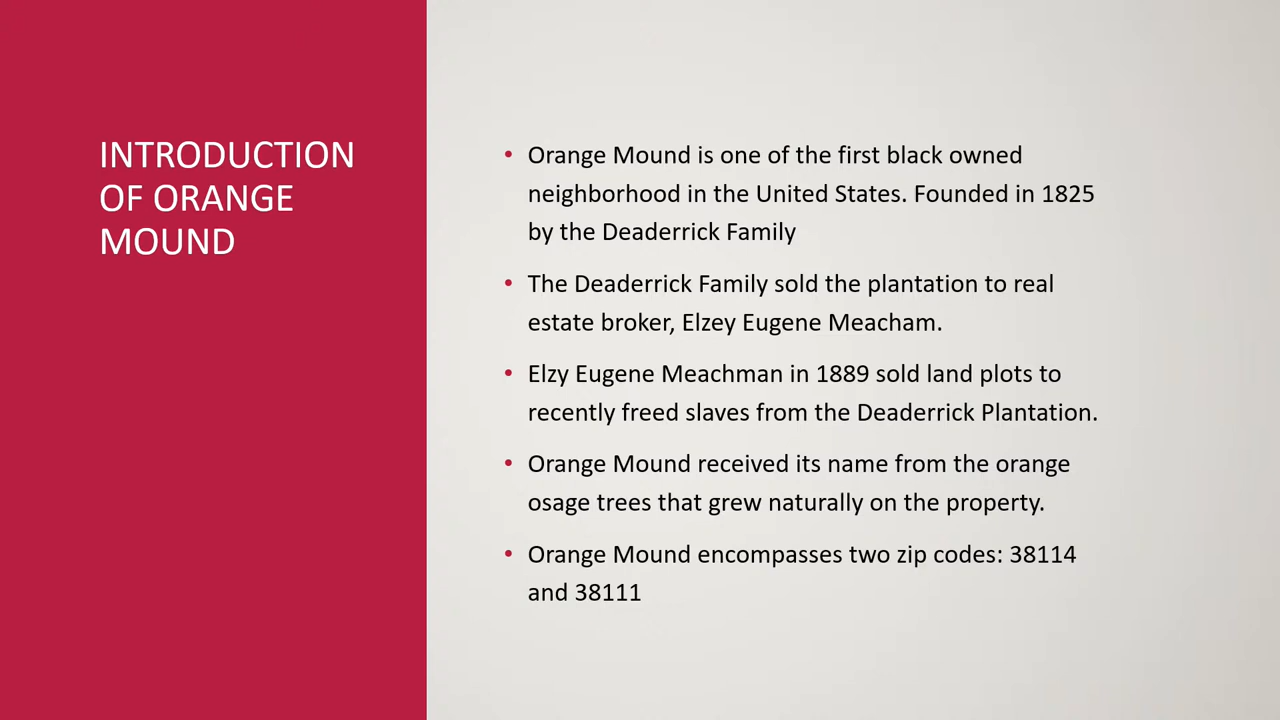 INTRODUCTION
OF ORANGE
MOUND
• Orange Mound is one of the first black owned
neighborhood in the United States. Founded in 1825
by the Deaderrick Family
• The Deaderrick Family sold the plantation to real
estate broker, Elzey Eugene Meacham.
• Elzy Eugene Meachman in 1889 sold land plots to
recently freed slaves from the Deaderrick Plantation.
• Orange Mound received its name from the orange
osage trees that grew naturally on the property.
• Orange Mound encompasses two zip codes: 38114
and 38111